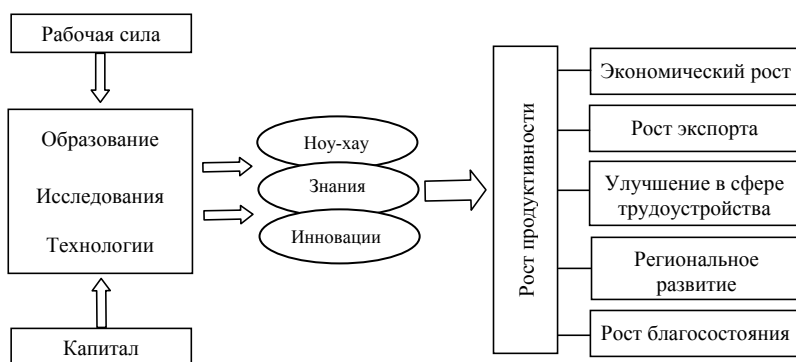 Рабочая сила
Образование
Исследования
Технологии
Капитал
Ноу-хау
Знания
Инновации
Рост продуктивности
Экономический рост
Рост экспорта
Улучшение в сфере
трудоустройства
Региональное
развитие
Рост благосостояния